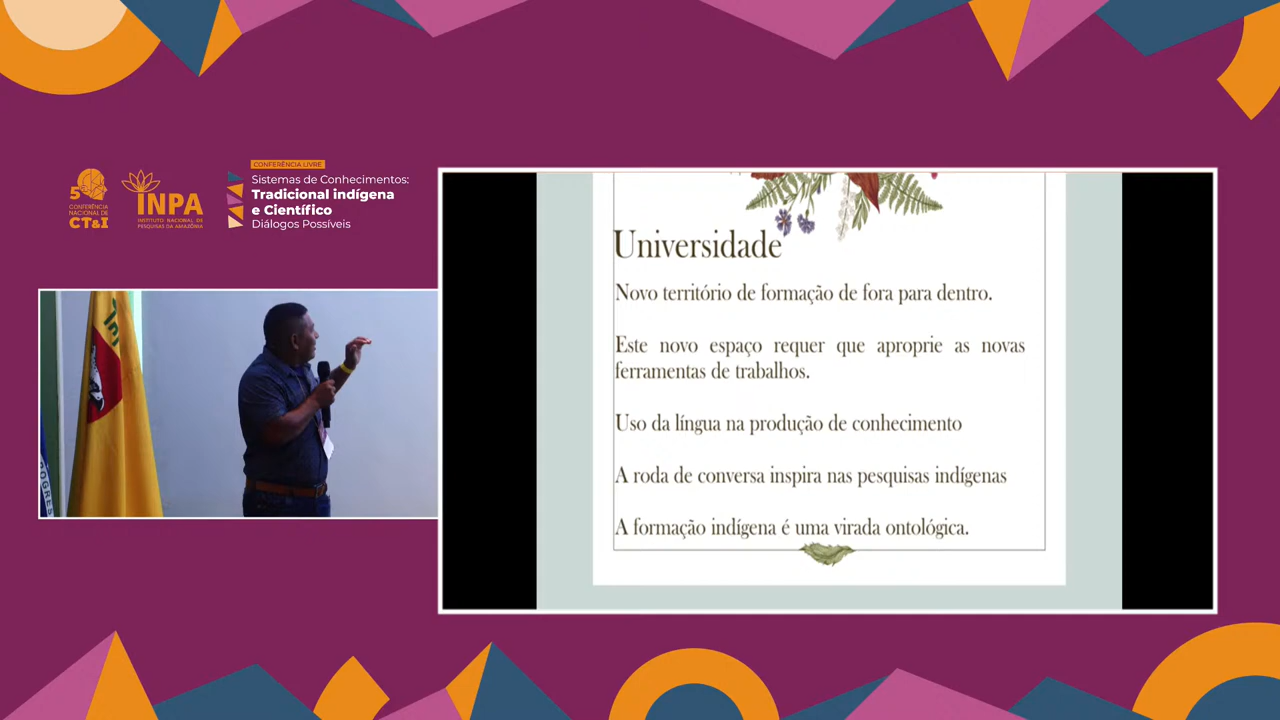 CONFERÊNCIA LIVRE
5
CONFERÊNCIA
NACIONAL DE
CT&I
INPA
INSTITUTO NACIONAL DE
PESQUISAS DA AMAZÔNIA
Sistemas de Conhecimentos:
Tradicional indígena
e Científico
Diálogos Possíveis
Universidade
Novo território de formação de fora para dentro.
Este novo espaço requer que aproprie as novas
ferramentas de trabalhos.
Uso da língua na produção de conhecimento
A roda de conversa inspira nas pesquisas indígenas
A formação indígena é uma virada ontológica.